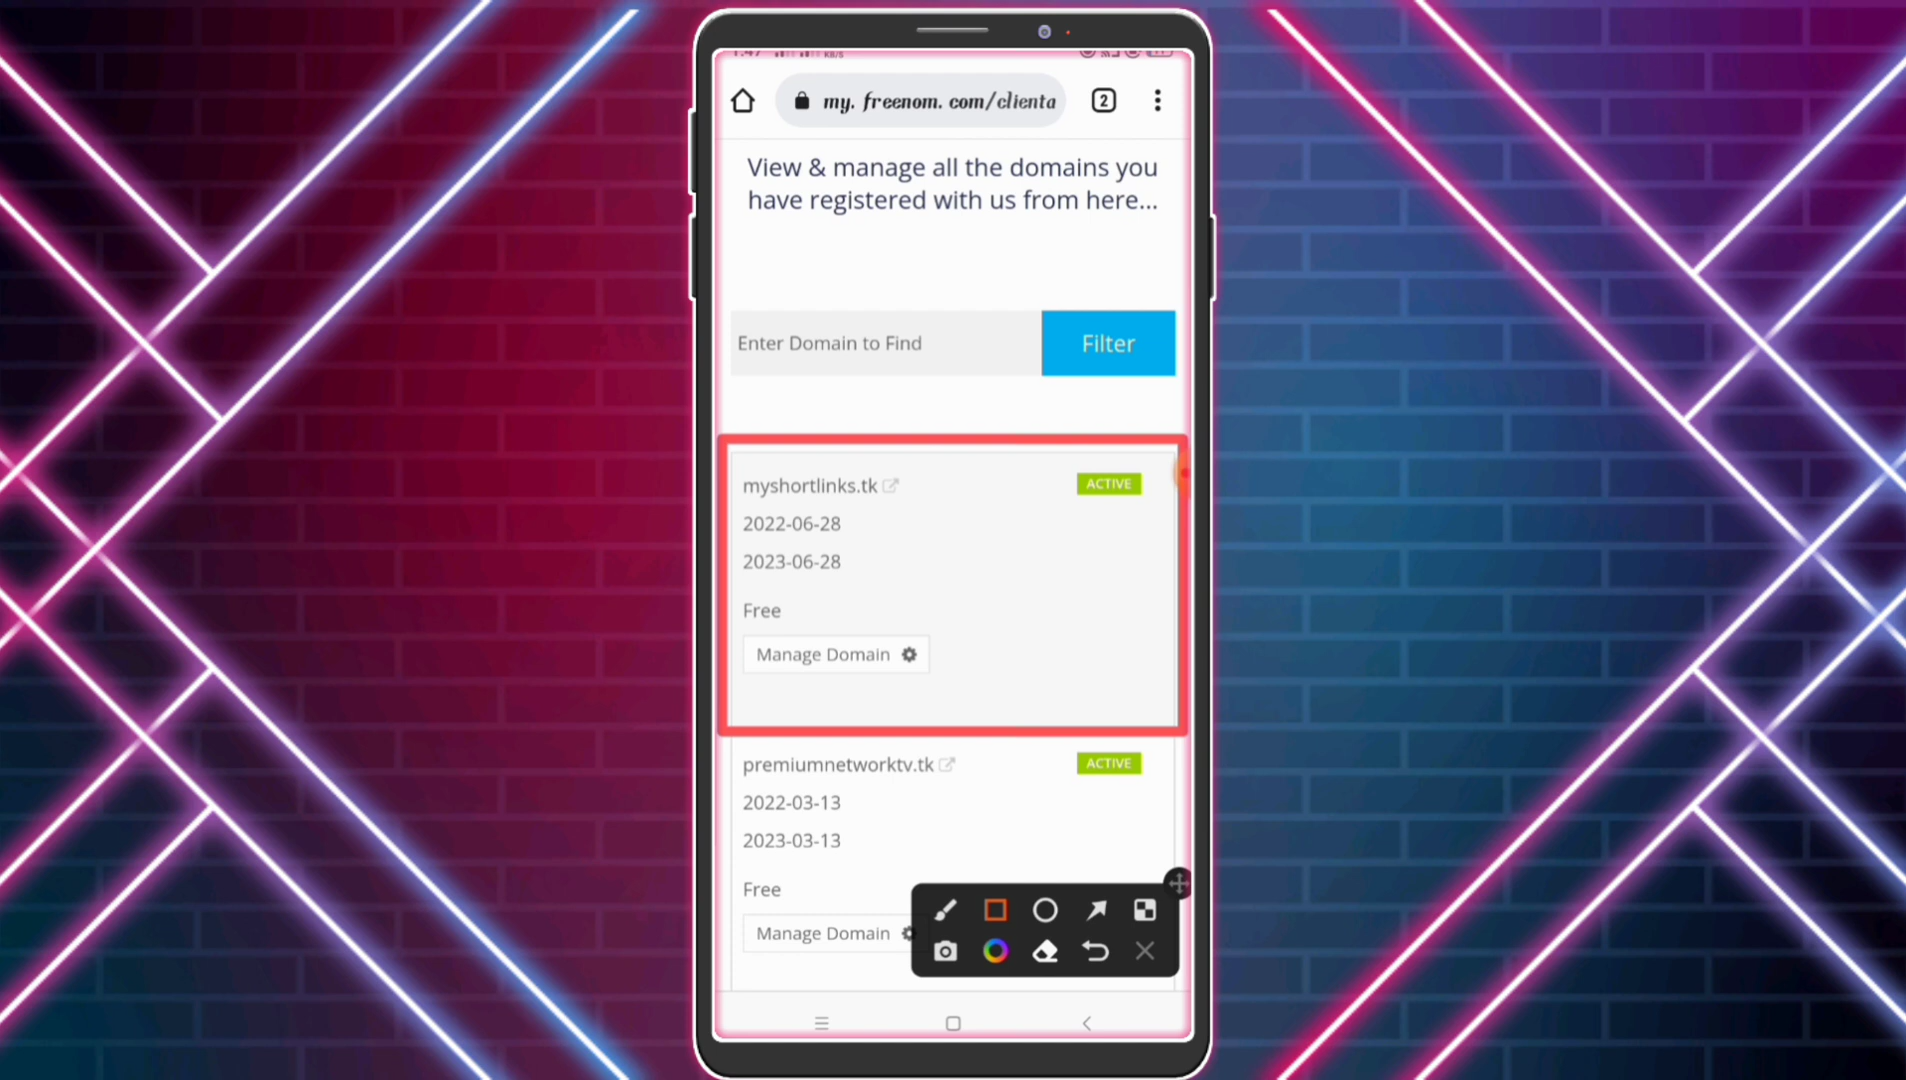 my. freenom. com/clienta
2
View & manage all the domains you
have registered with us from here...
Enter Domain to Find
Filter
myshortlinks.tk
ACTIVE
2022-06-28
2023-06-28
Free
Manage Domain
premiumnetworktv.tk
ACTIVE
2022-03-13
2023-03-13
Free
Manage Domain